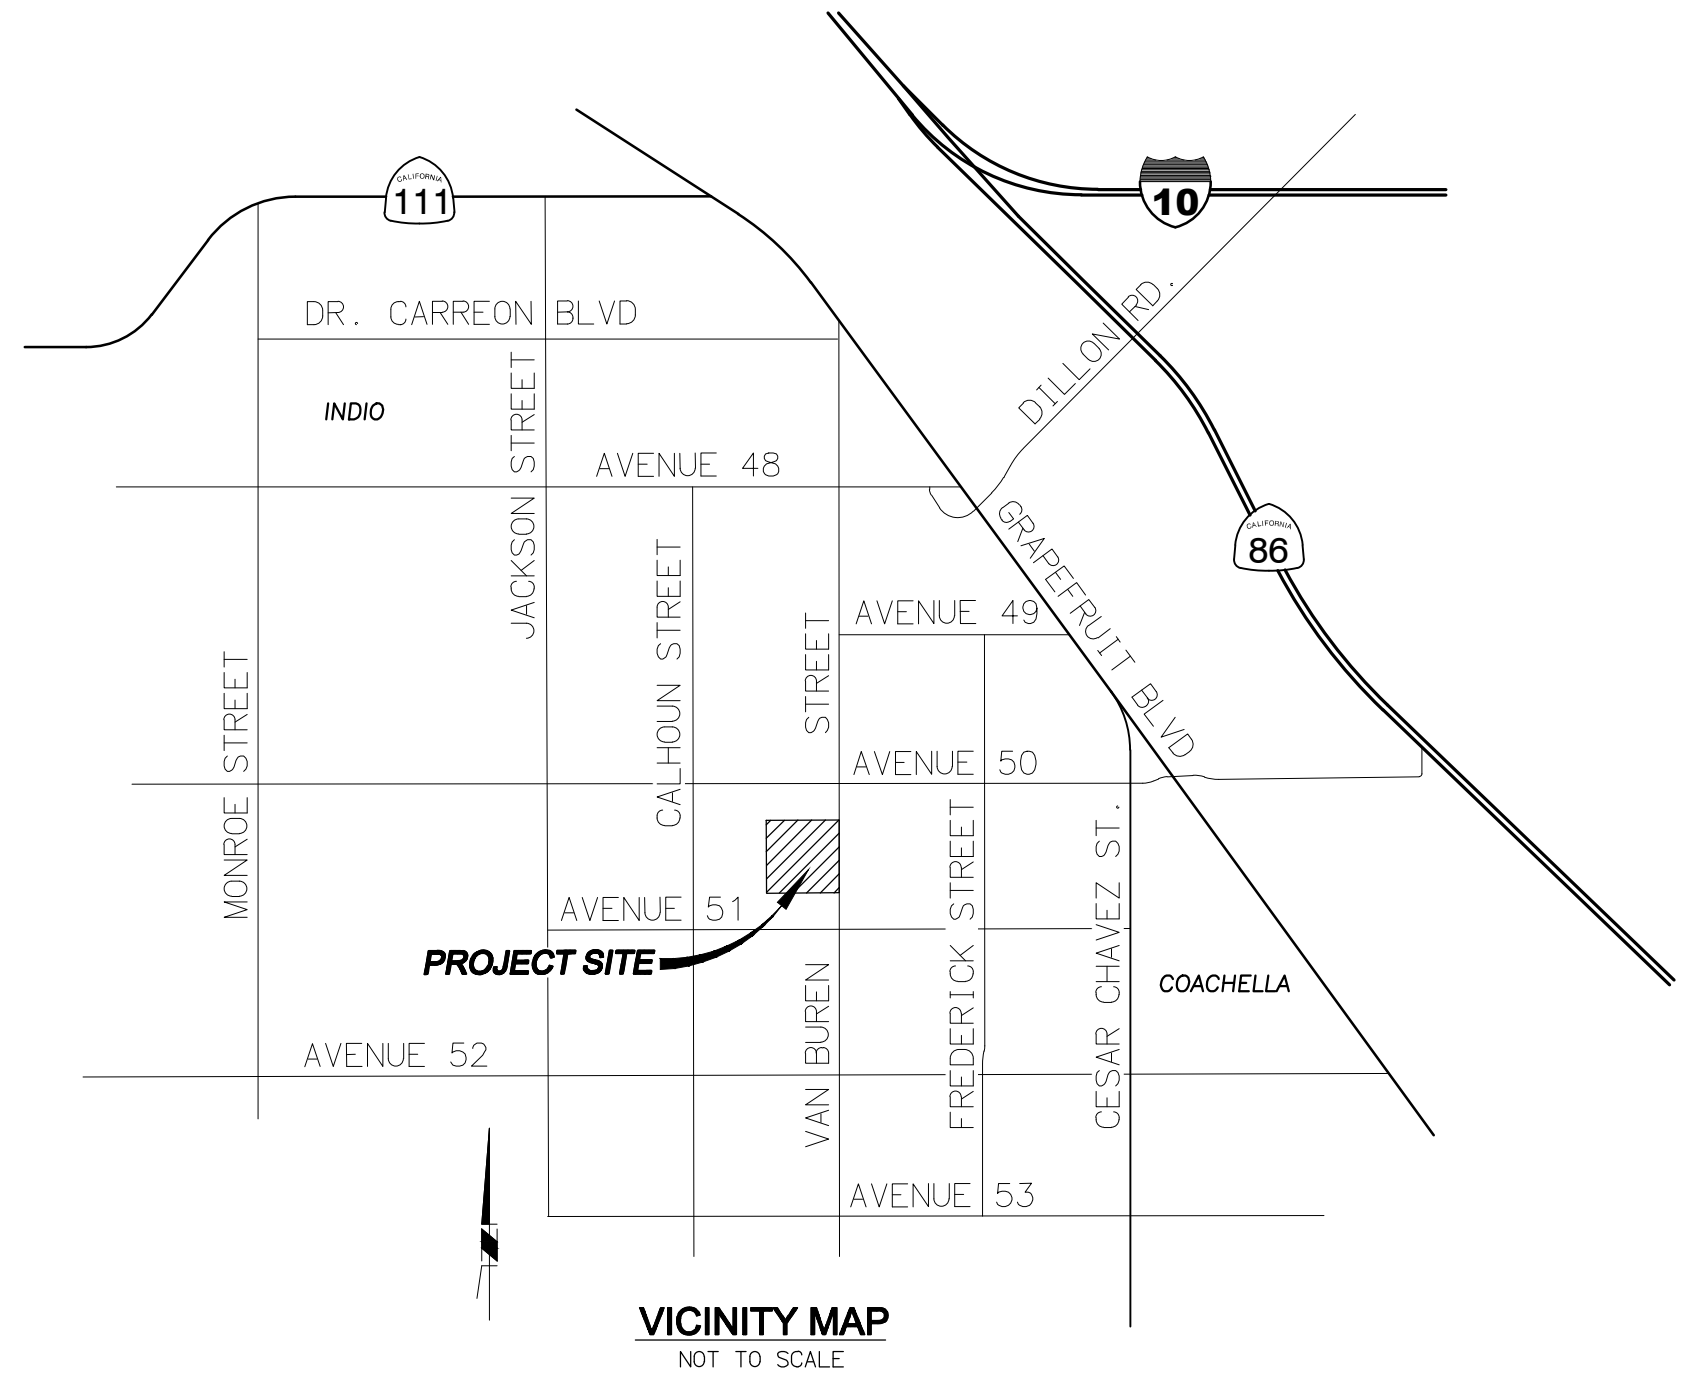 CALIFORNIA
111
10
DR. CARREON BLVD
DILLON RD.
INDIO
JACKSON STREET
AVENUE 48
GRAPEFRUIT BLVD
CALIFORNIA
86
CALHOUN STREET
AVENUE 49
MONROE STREET
VAN BUREN STREET
AVENUE 50
FREDERICK STREET
CESAR CHAVEZ ST.
AVENUE 51
PROJECT SITE
COACHELLA
AVENUE 52
AVENUE 53
N
VICINITY MAP
NOT TO SCALE